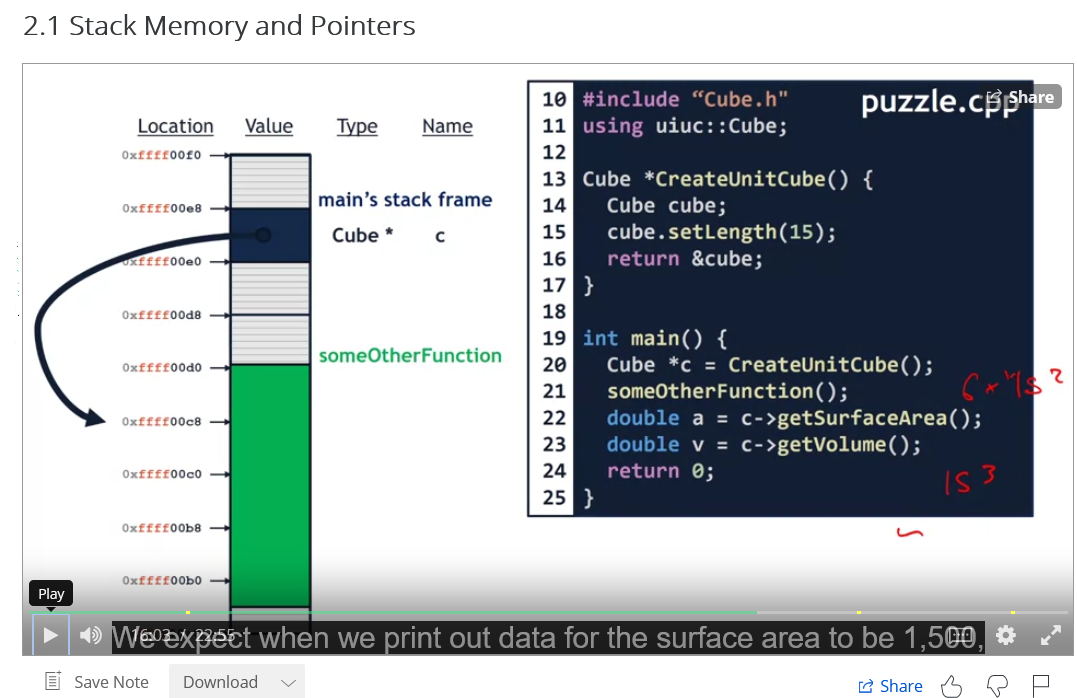 2.1 Stack Memory and Pointers
Location Value Type Name
0xffff00f0
0xffff00e8
main's stack frame
Cube * c
0xffff00e0
0xffff00d8
someOtherFunction
0xffff00d0
0xffff00c8
0xffff00c0
0xffff00b8
0xffff00b0
puzzle.cpp
Share
10 #include “Cube.h"
11 using uiuc::Cube;
12
13 Cube *CreateUnitCube() {
14 Cube cube;
15 cube.setLength(15);
16 return &cube;
17 }
18
19 int main() {
20 Cube *c = CreateUnitCube();
21 someOtherFunction();
22 double a = c->getSurfaceArea();
23 double v = c->getVolume();
24 return 0;
25 }
15 3
Play
16:03 / 22:55
We expect when we print out data for the surface area to be 1,500,
Save Note Download Share